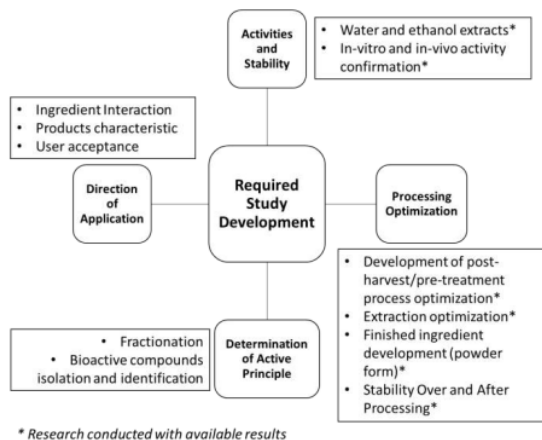 Activities
and
Stability
• Water and ethanol extracts*
• In-vitro and in-vivo activity
confirmation*
• Ingredient Interaction
• Products characteristic
• User acceptance
Direction
of
Application
Required
Study
Development
Processing
Optimization
• Development of post-
harvest/pre-treatment
process optimization*
• Extraction optimization*
• Finished ingredient
development (powder
form)*
• Stability Over and After
Processing*
• Fractionation
• Bioactive compounds
isolation and identification
Determination
of Active
Principle
* Research conducted with available results